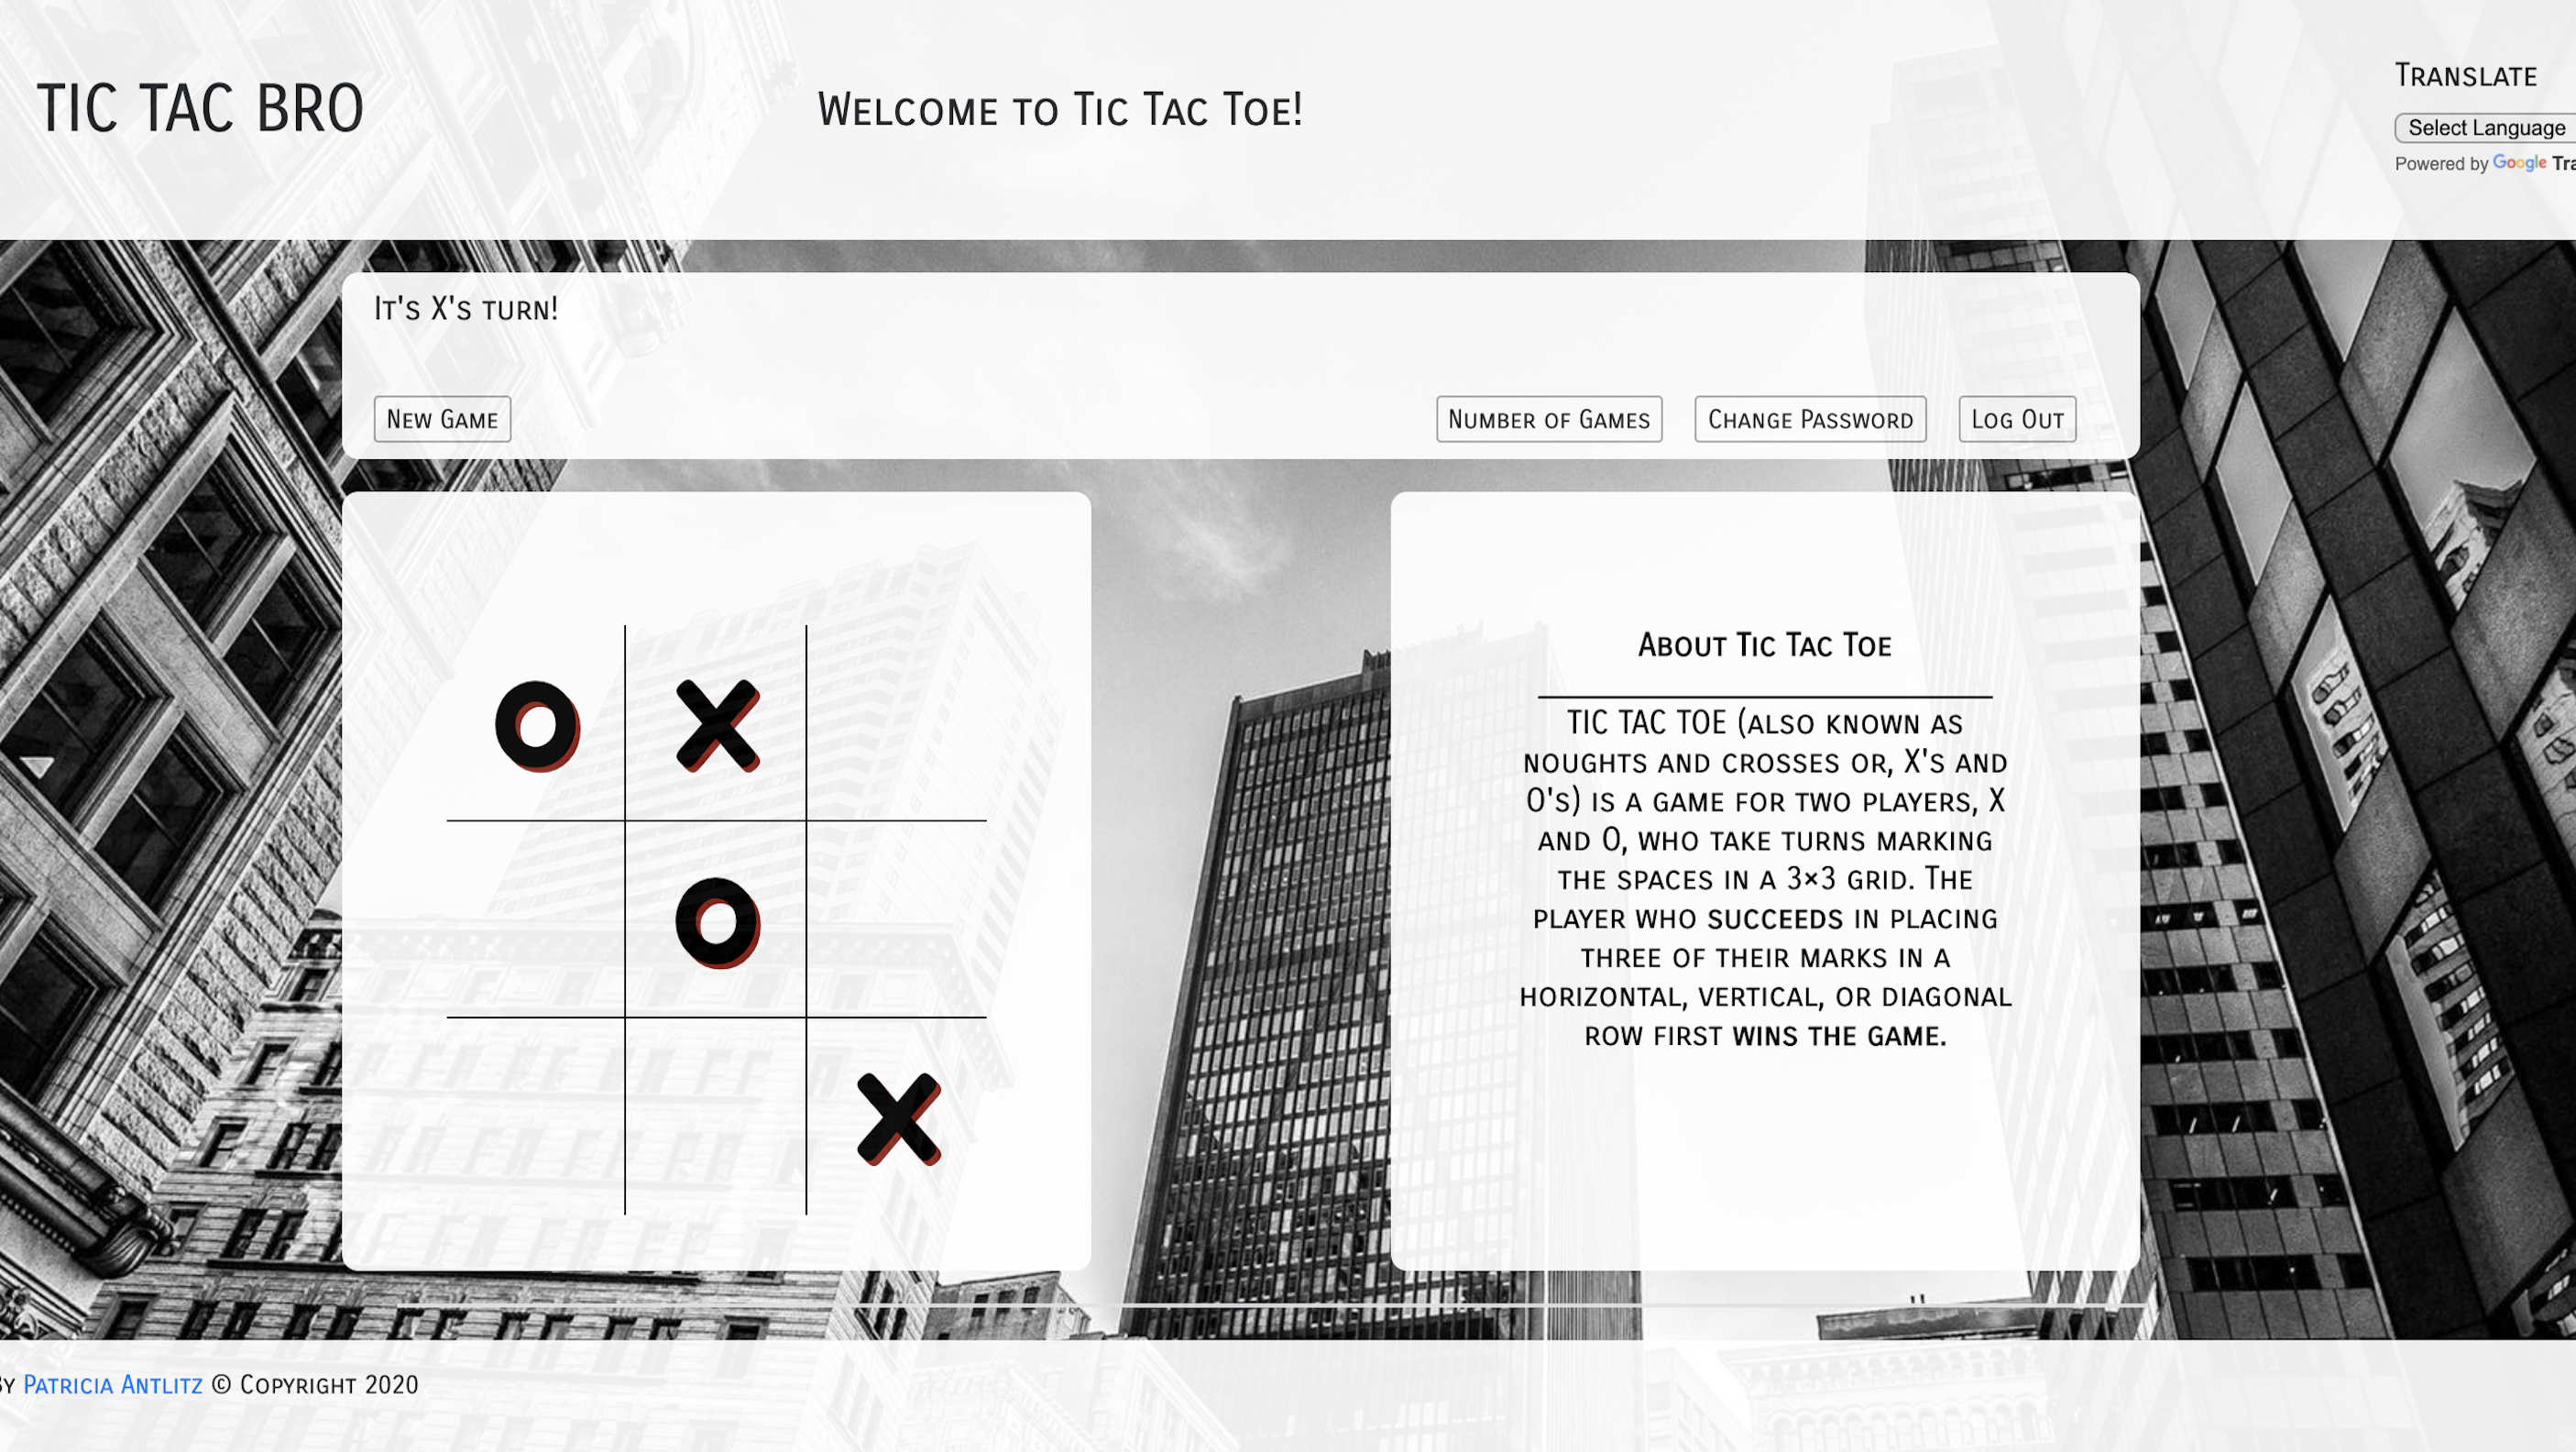 TIC TAC BRO
Welcome to Tic Tac Toe!
Translate
Select Language
Powered by Google
It's X's turn!
New Game
Number of Games
Change Password
Log Out
O X
O
X
About Tic Tac Toe
TIC TAC TOE (also known as
noughts and crosses or, X's and
O's) is a game for two players, X
and O, who take turns marking
the spaces in a 3×3 grid. The
player who succeeds in placing
three of their marks in a
horizontal, vertical, or diagonal
row first wins the game.
By Patricia Antlitz © Copyright 2020